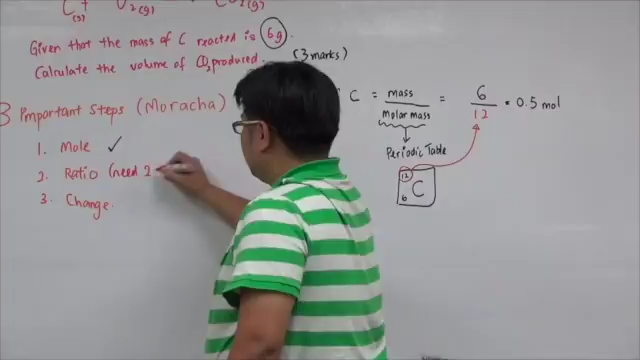 C(s) + O2(g) CO2(g)
Given that the mass of C reacted is 6g.
Calculate the volume of CO2 produced. (3 marks)
3 Important Steps (Moracha)
1. Mole ✓
2. Ratio (need 2
3. Change.
C = mass / Molar mass = 6 / 12 = 0.5 mol
Periodic Table
12
C
6